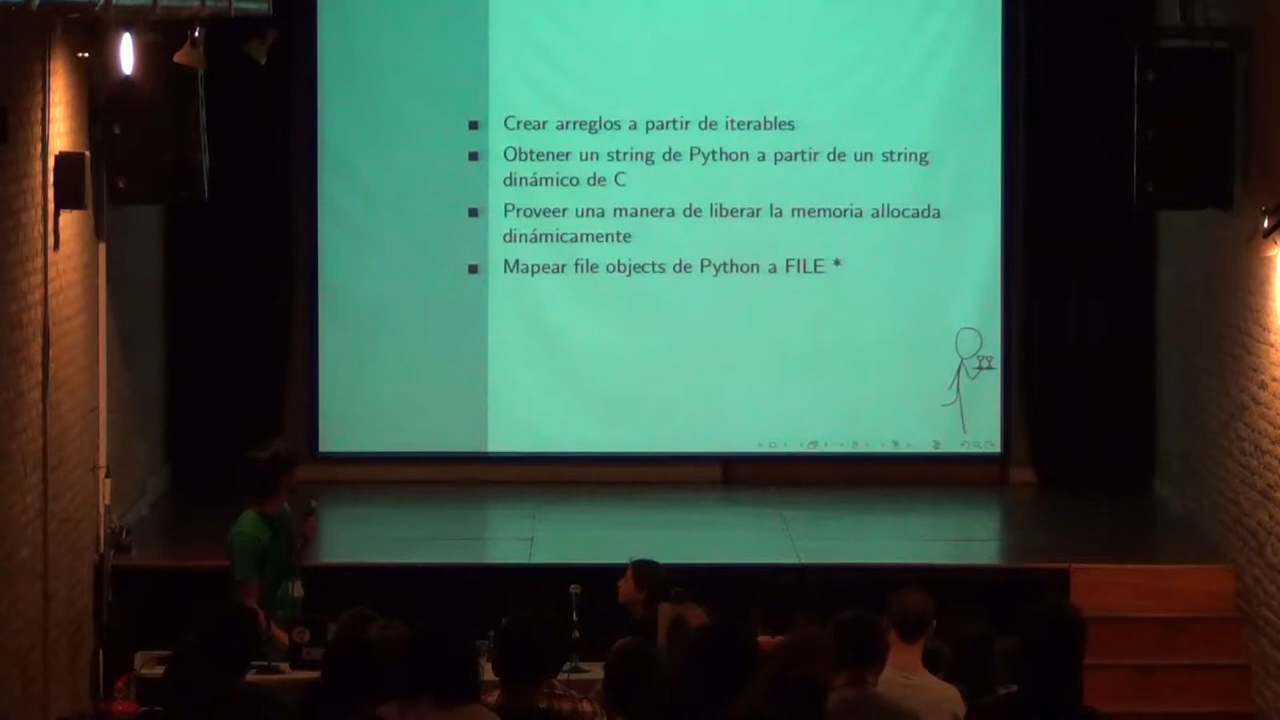 Crear arreglos a partir de iterables
Obtener un string de Python a partir de un string
dinámico de C
Proveer una manera de liberar la memoria allocada
dinámicamente
Mapear file objects de Python a FILE *